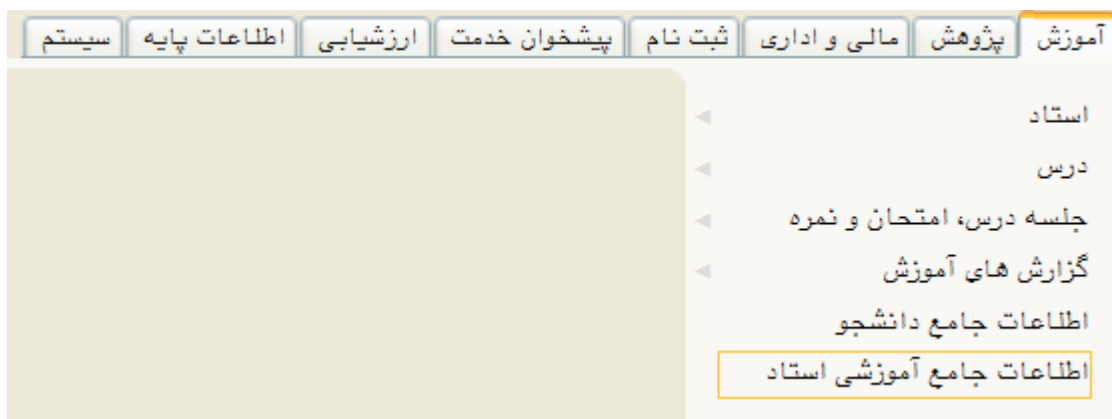 آموزش پژوهش مالی و اداری ثبت نام پیشخوان خدمت ارزشیابی اطلاعات پایه سیستم
استاد
درس
جلسه درس، امتحان و نمره
گزارش هاي آموزش
اطلاعات جامع دانشجو
اطلاعات جامع آموزشی استاد